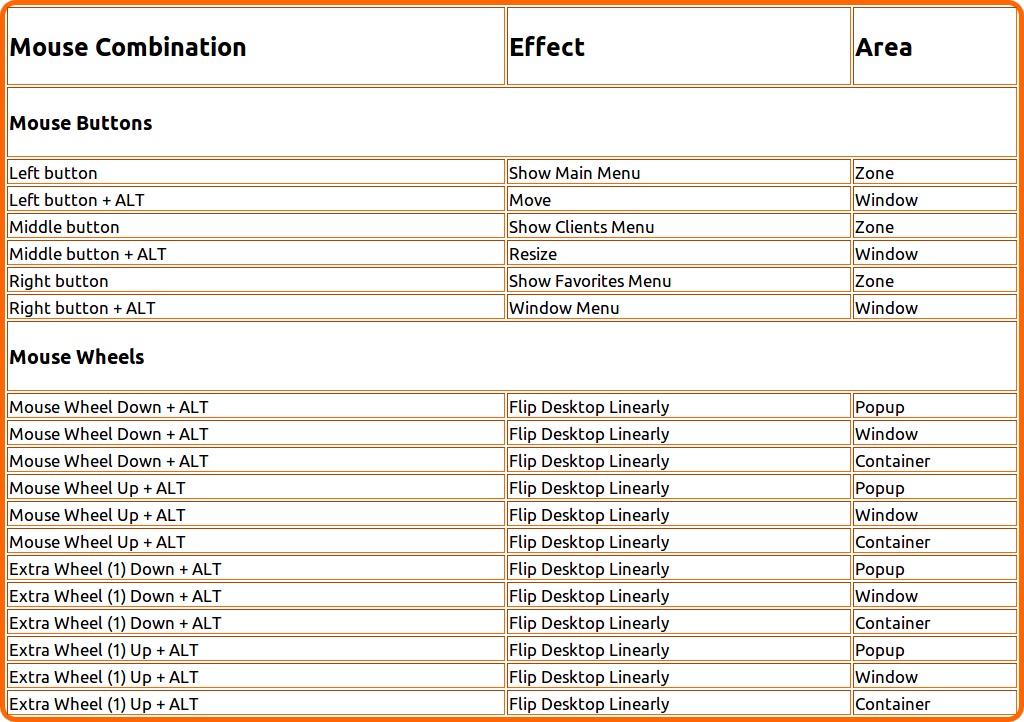 Mouse Combination Effect Area
Mouse Buttons
Left button Show Main Menu Zone
Left button + ALT Move Window
Middle button Show Clients Menu Zone
Middle button + ALT Resize Window
Right button Show Favorites Menu Zone
Right button + ALT Window Menu Window
Mouse Wheels
Mouse Wheel Down + ALT Flip Desktop Linearly Popup
Mouse Wheel Down + ALT Flip Desktop Linearly Window
Mouse Wheel Down + ALT Flip Desktop Linearly Container
Mouse Wheel Up + ALT Flip Desktop Linearly Popup
Mouse Wheel Up + ALT Flip Desktop Linearly Window
Mouse Wheel Up + ALT Flip Desktop Linearly Container
Extra Wheel (1) Down + ALT Flip Desktop Linearly Popup
Extra Wheel (1) Down + ALT Flip Desktop Linearly Window
Extra Wheel (1) Down + ALT Flip Desktop Linearly Container
Extra Wheel (1) Up + ALT Flip Desktop Linearly Popup
Extra Wheel (1) Up + ALT Flip Desktop Linearly Window
Extra Wheel (1) Up + ALT Flip Desktop Linearly Container